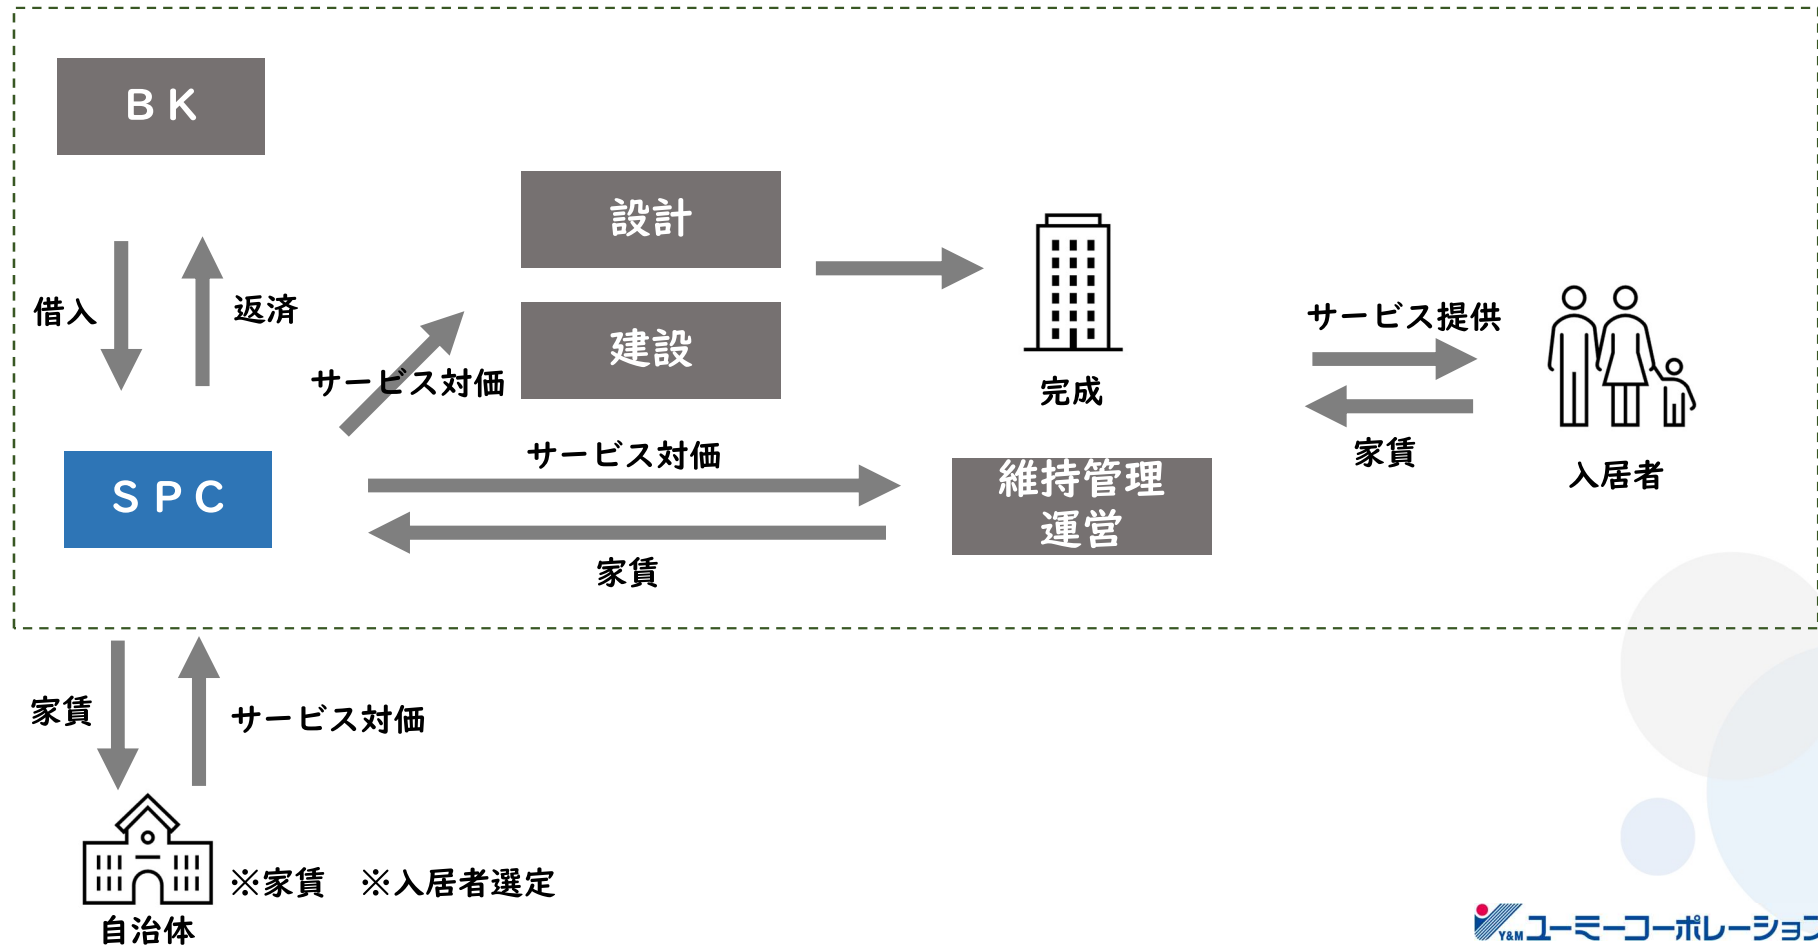 ＢＫ
設計
借入
返済
サービス提供
建設
サービス対価
完成
サービス対価
家賃
維持管理
運営
入居者
ＳＰＣ
家賃
家賃
サービス対価
※家賃　※入居者選定
自治体
Y&M ユーミーコーポレーション